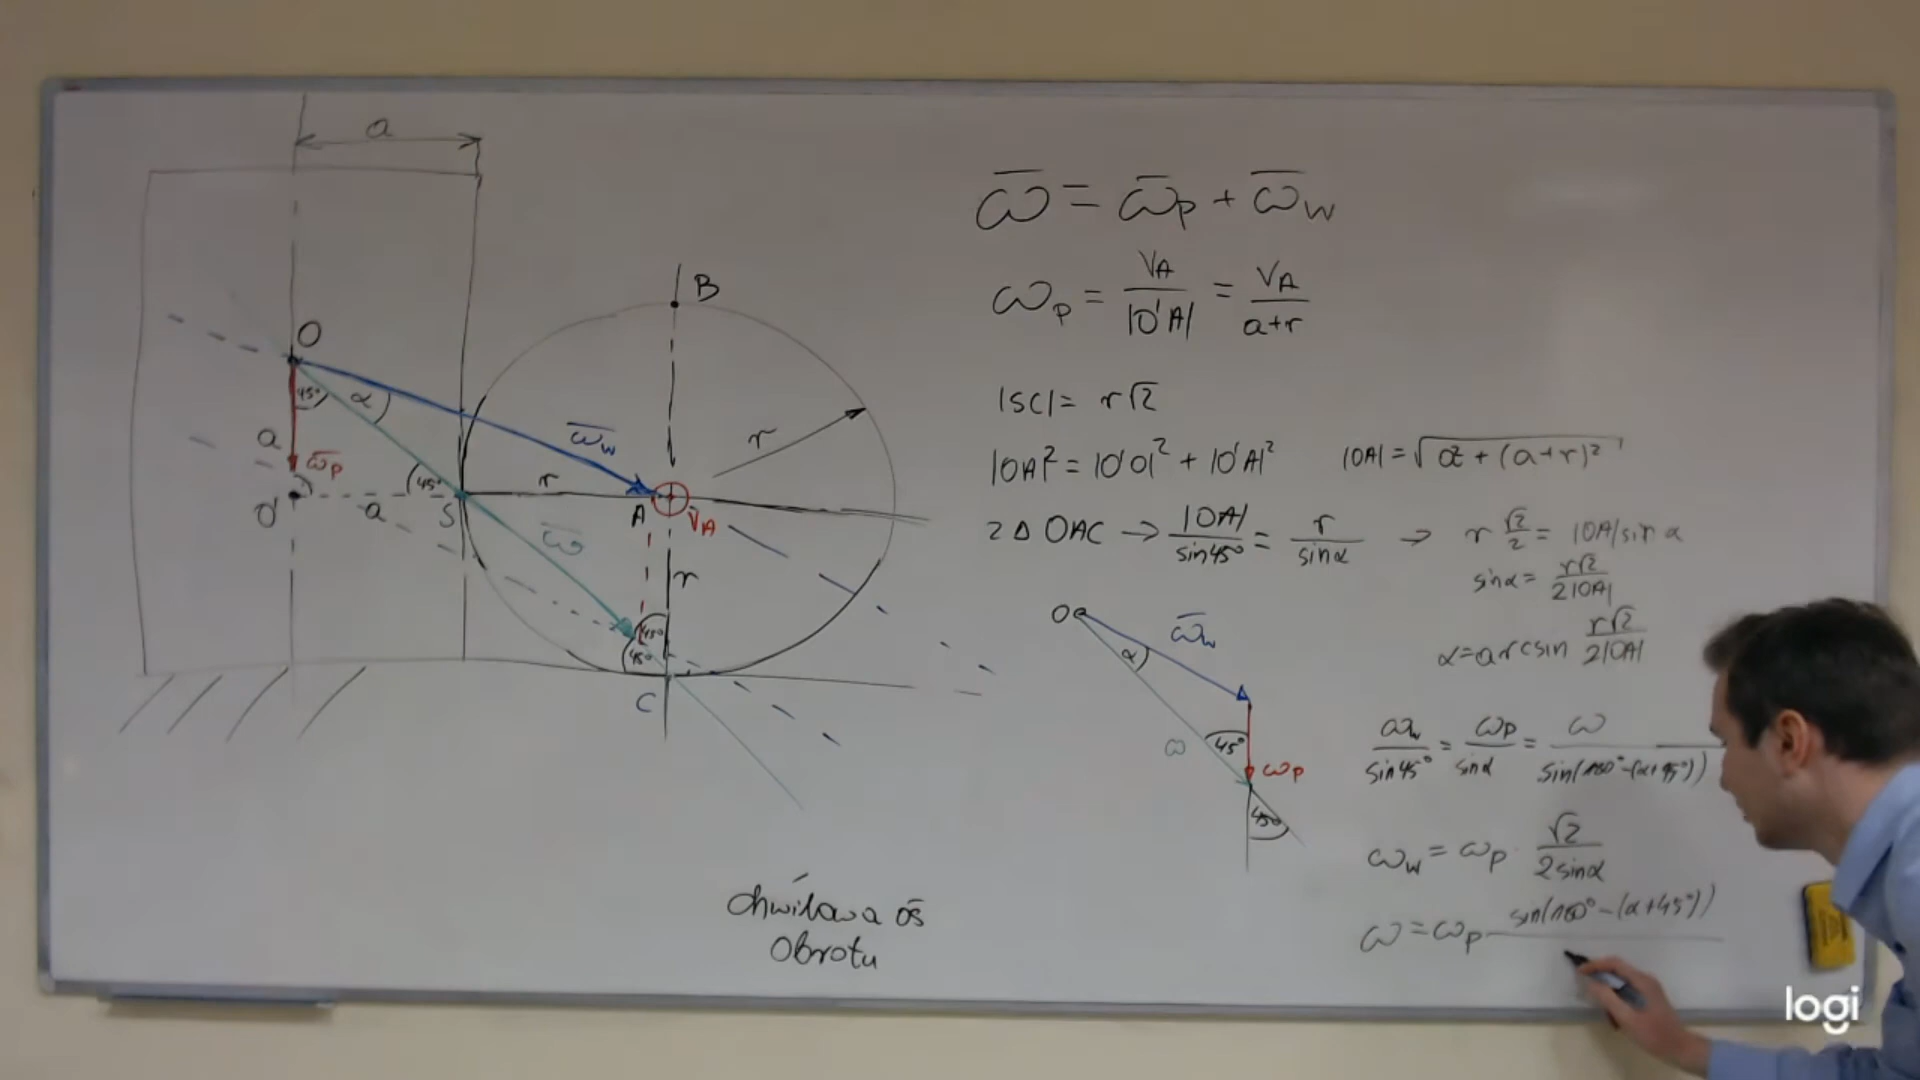 a
O
45°
α
a
ω̅p
O'
a
45°
S
r
ω̅w
A
V̅A
B
r
ω̅
r
45°
45°
C
ω̅ = ω̅p + ω̅w
ωp = VA / |O'A| = VA / a+r
|SC| = r√2
|OA|² = |O'O|² + |O'A|²
|OA| = √a² + (a+r)²
z Δ OAC → |OA| / sin45° = r / sinα → r √2/2 = |OA| sin α
sinα = r√2 / 2|OA|
α = arcsin r√2 / 2|OA|
O
ω̅w
α
ω
45°
ωp
45°
ωw / sin45° = ωp / sinα = ω / sin(180°-(α+45°))
ωw = ωp · √2 / 2sinα
ω = ωp sin(180°-(α+45°))
Chwilowa oś
Obrotu
logi